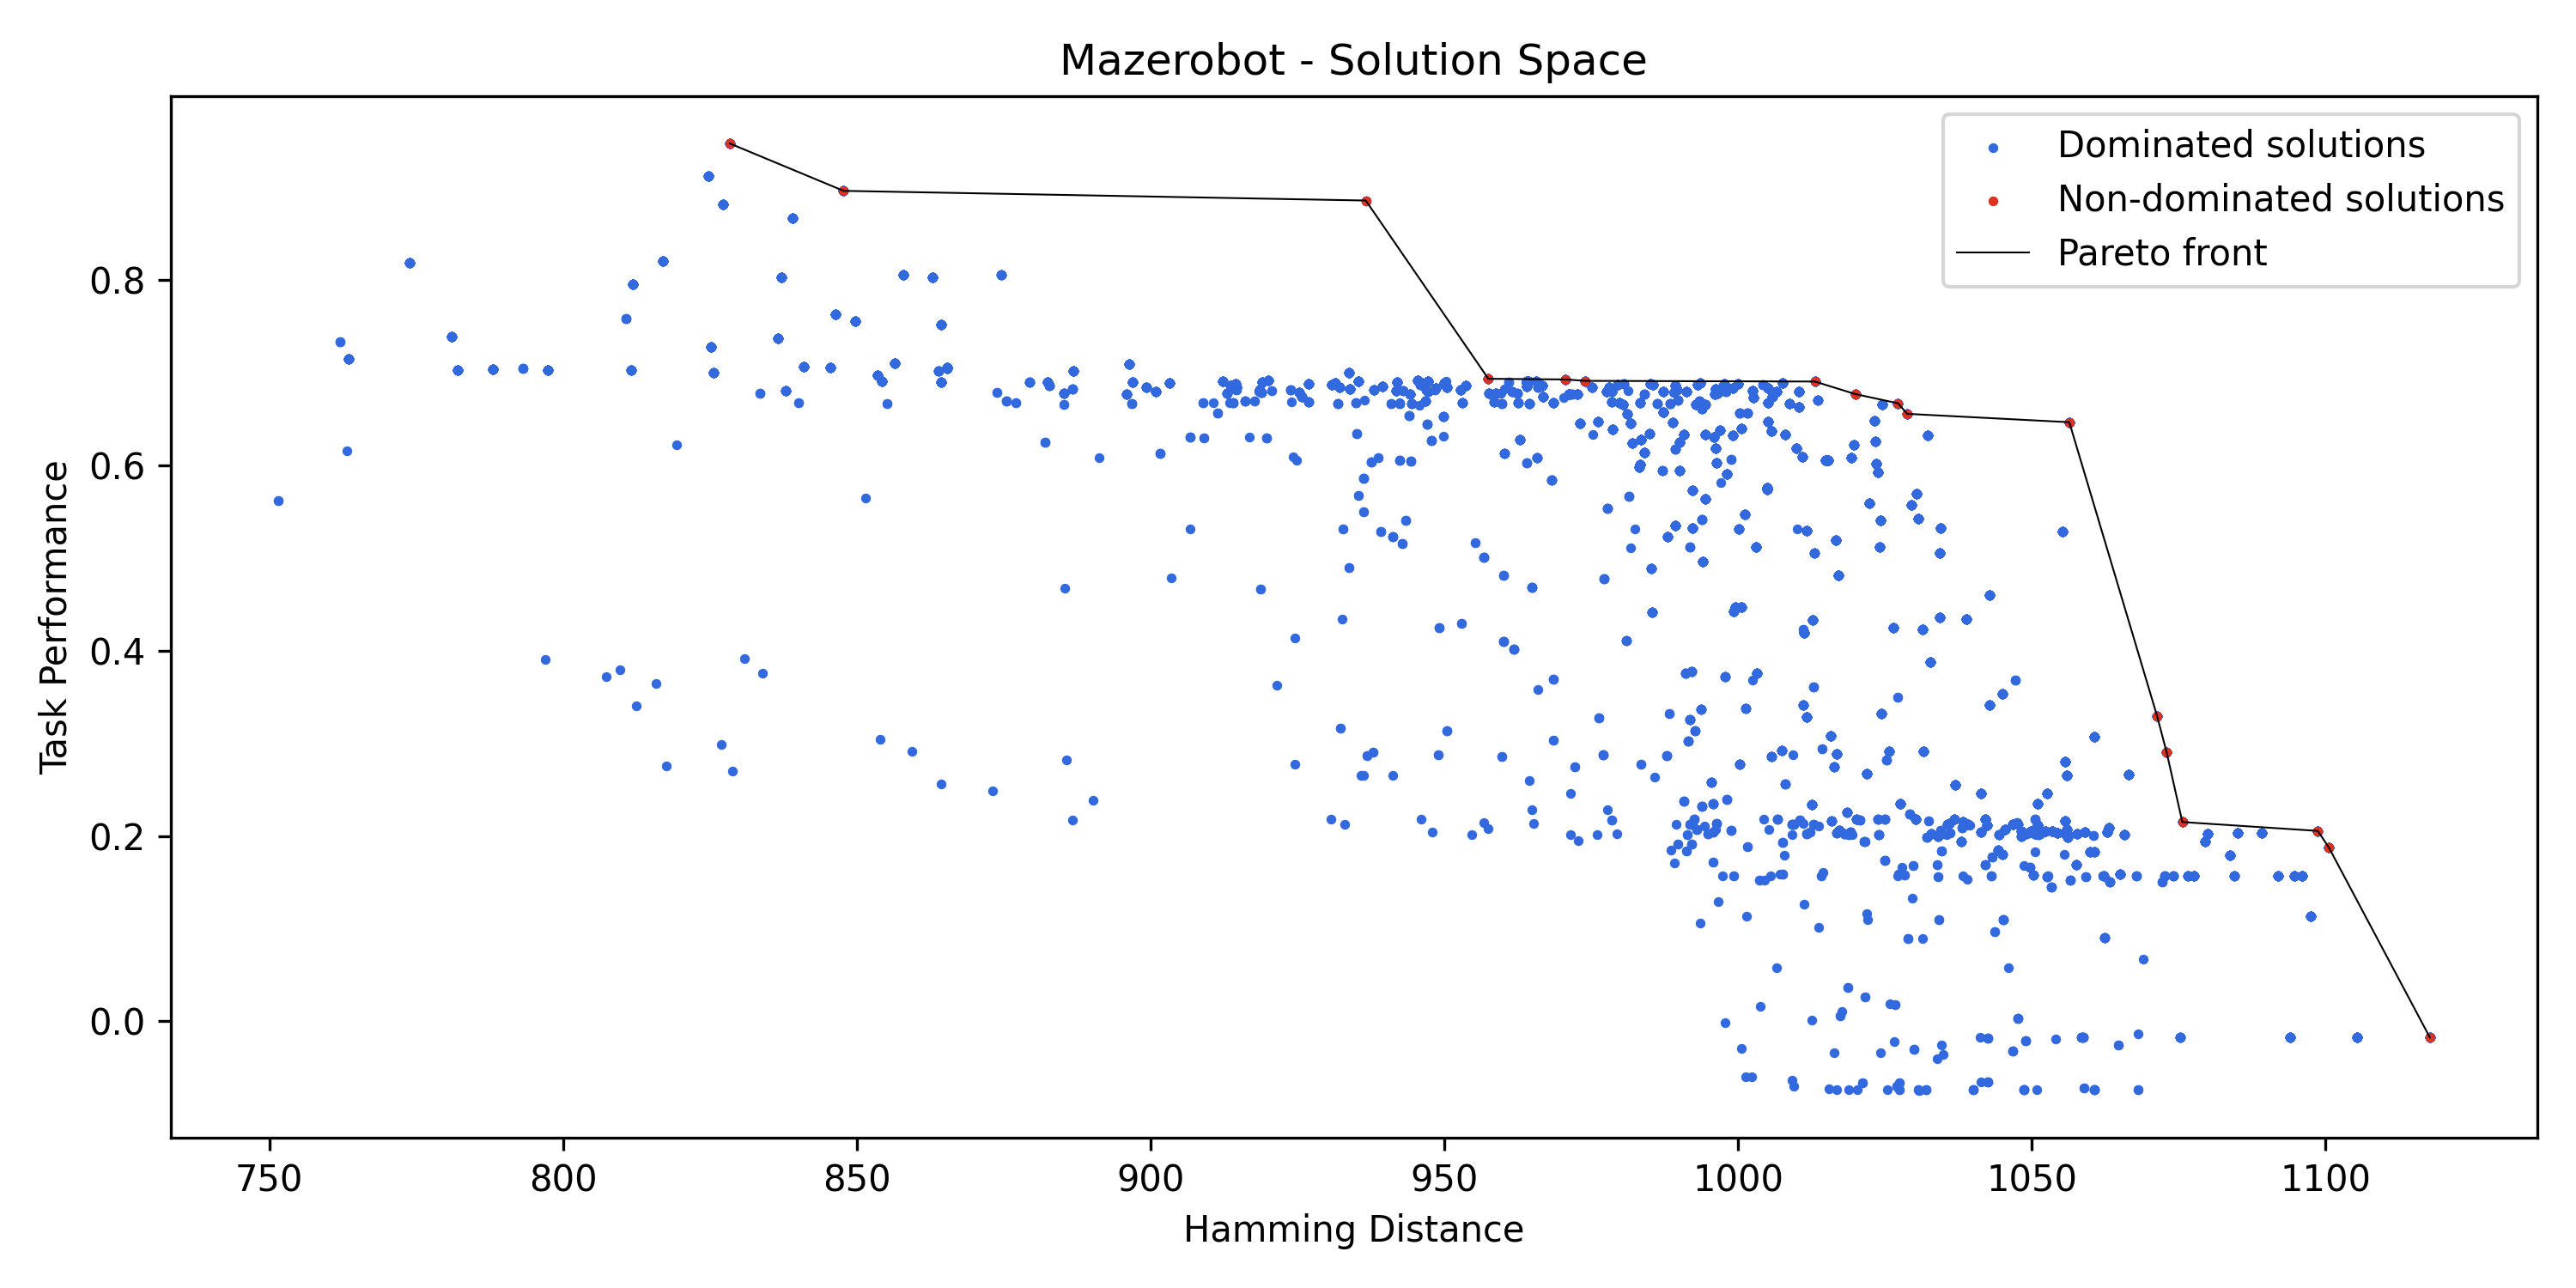 Mazerobot - Solution Space
Dominated solutions
Non-dominated solutions
Pareto front
Task Performance
0.8
0.6
0.4
0.2
0.0
750 800 850 900 950 1000 1050 1100
Hamming Distance